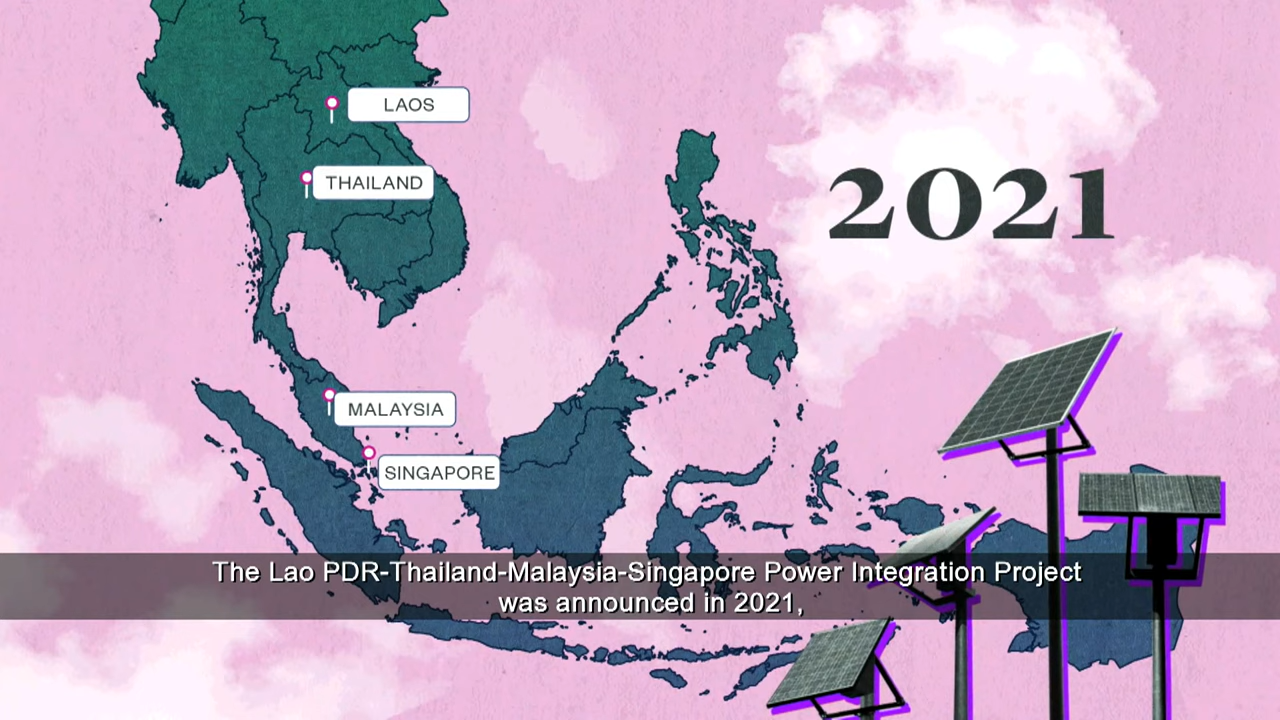 LAOS
THAILAND
2021
MALAYSIA
SINGAPORE
The Lao PDR-Thailand-Malaysia-Singapore Power Integration Project
was announced in 2021,